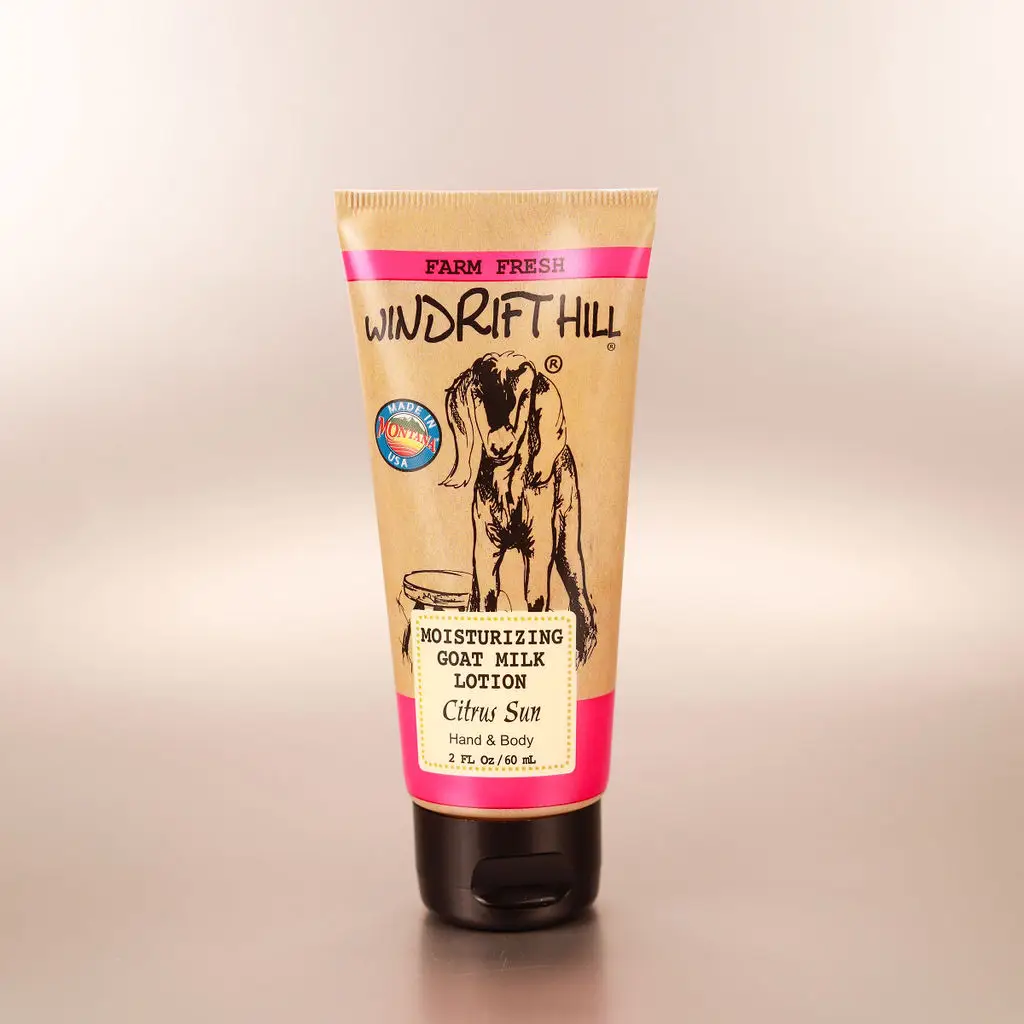 FARM FRESH
WINDRIFT HILL
®
®
MADE IN
MONTANA
USA
MOISTURIZING
GOAT MILK
LOTION
Citrus Sun
Hand & Body
2 FL Oz/60 mL